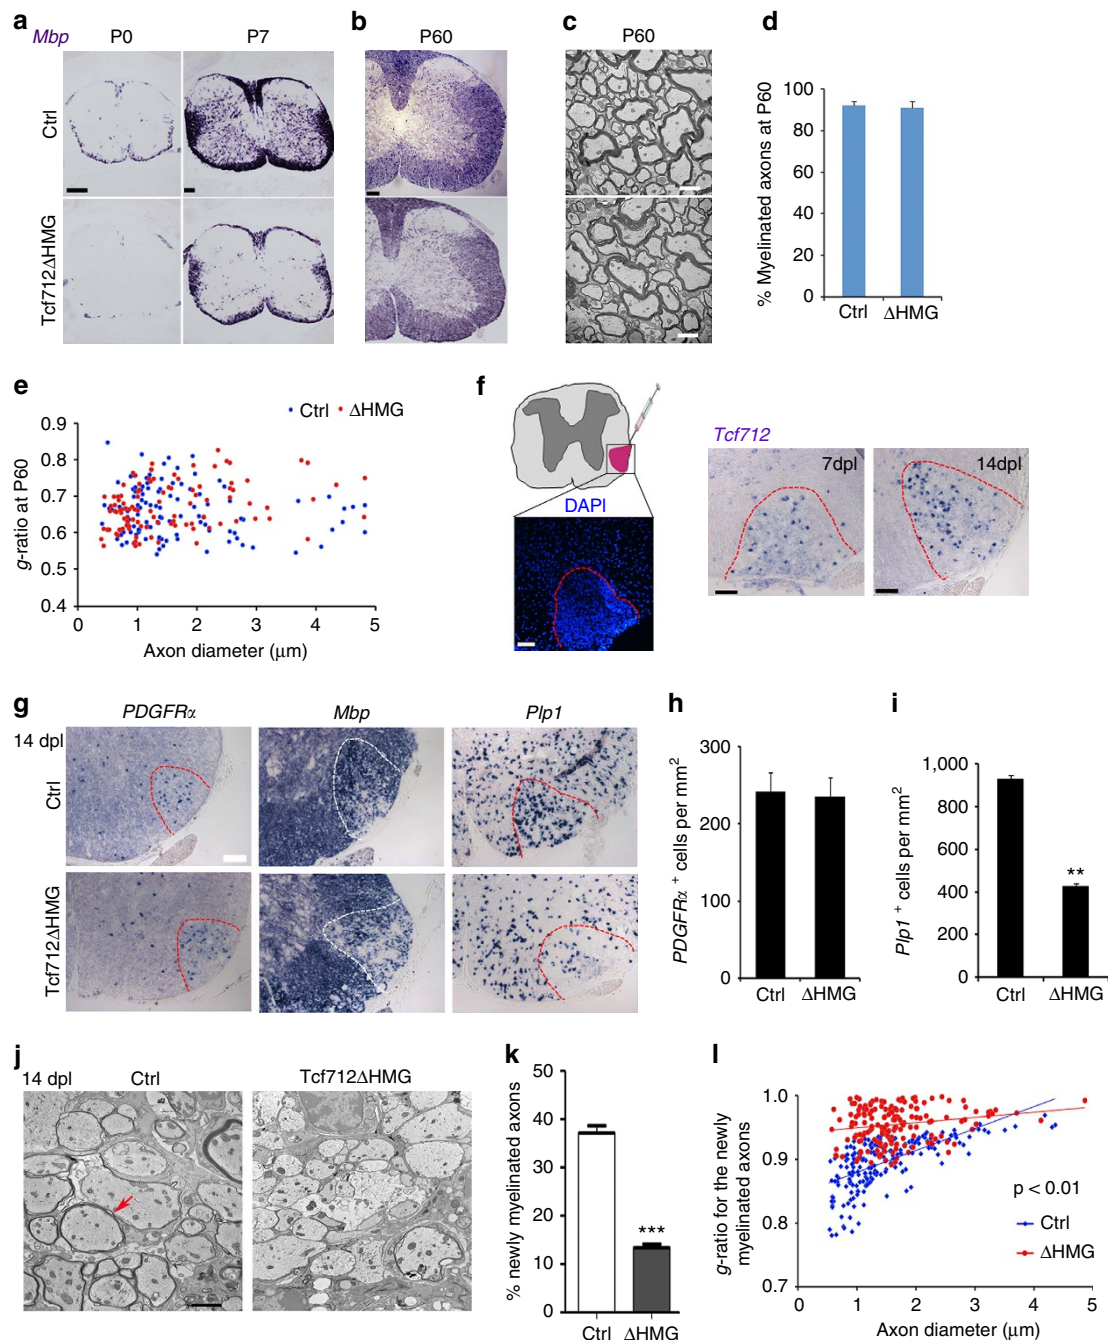 a
Mbp
P0
P7
Ctrl
Tcf712ΔHMG
b
P60
c
P60
d
% Myelinated axons at P60
100
80
60
40
20
0
Ctrl ΔHMG
e
Ctrl ΔHMG
g-ratio at P60
0.9
0.8
0.7
0.6
0.5
0.4
0 1 2 3 4 5
Axon diameter (μm)
f
DAPI
Tcf712
7dpl
14dpl
g
PDGFRα
Mbp
Plp1
14 dpl
Ctrl
Tcf712ΔHMG
h
PDGFRα + cells per mm2
300
200
100
0
Ctrl ΔHMG
i
Plp1 + cells per mm2
1,000
800
600
400
200
0
**
Ctrl ΔHMG
j
14 dpl
Ctrl
Tcf712ΔHMG
k
% newly myelinated axons
50
40
30
20
10
0
***
Ctrl ΔHMG
l
g-ratio for the newly
myelinated axons
1.0
0.9
0.8
0.7
p < 0.01
Ctrl
ΔHMG
0 1 2 3 4 5
Axon diameter (μm)